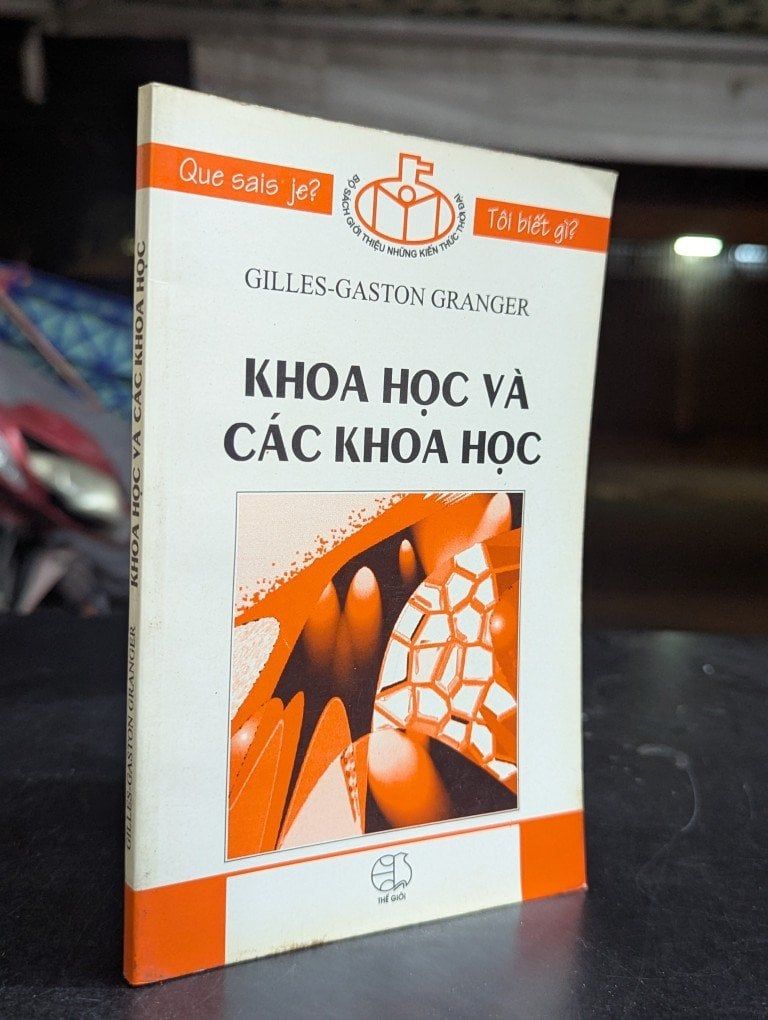 Que sais je?
BỘ SÁCH GIỚI THIỆU NHỮNG KIẾN THỨC THỜI ĐẠI
Tôi biết gì?
GILLES-GASTON GRANGER
KHOA HỌC VÀ
CÁC KHOA HỌC
THẾ GIỚI
GILLES-GASTON GRANGER KHOA HỌC VÀ CÁC KHOA HỌC